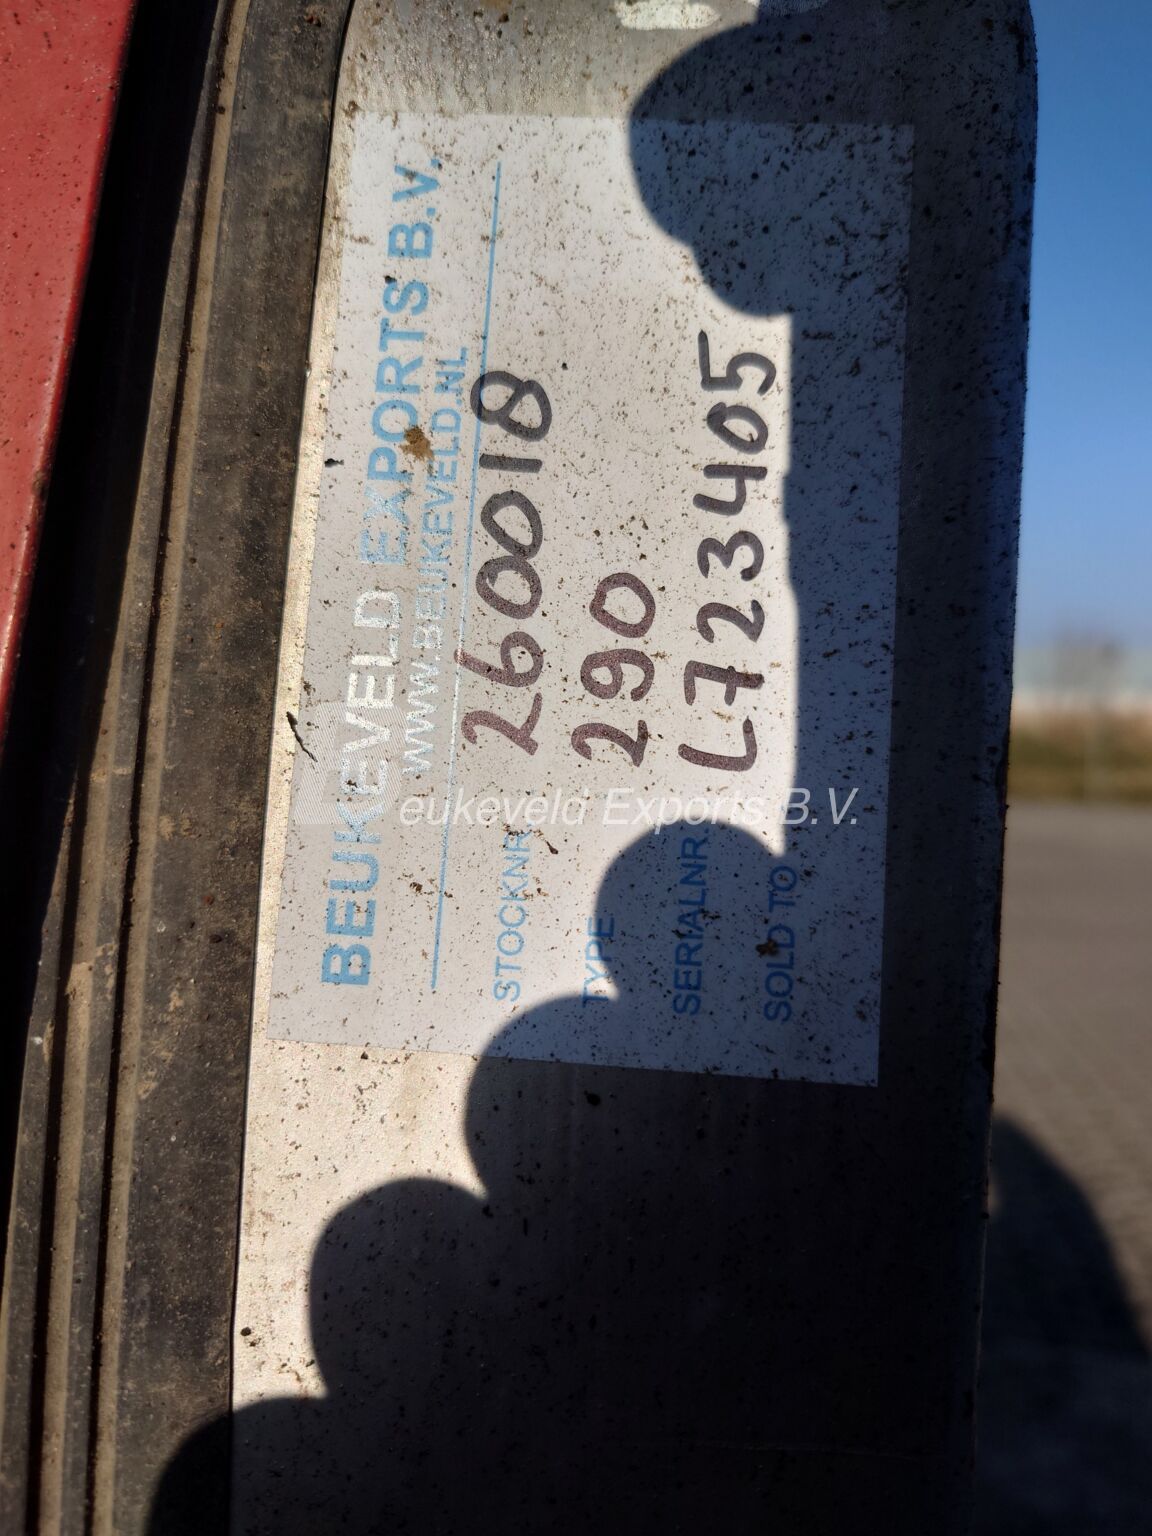 BEUKEVELD EXPORTS B.V.
WWW.BEUKEVELD.NL
STOCKNR. 260018
TYPE 290
SERIALNR. L723405
SOLD TO
Beukeveld Exports B.V.